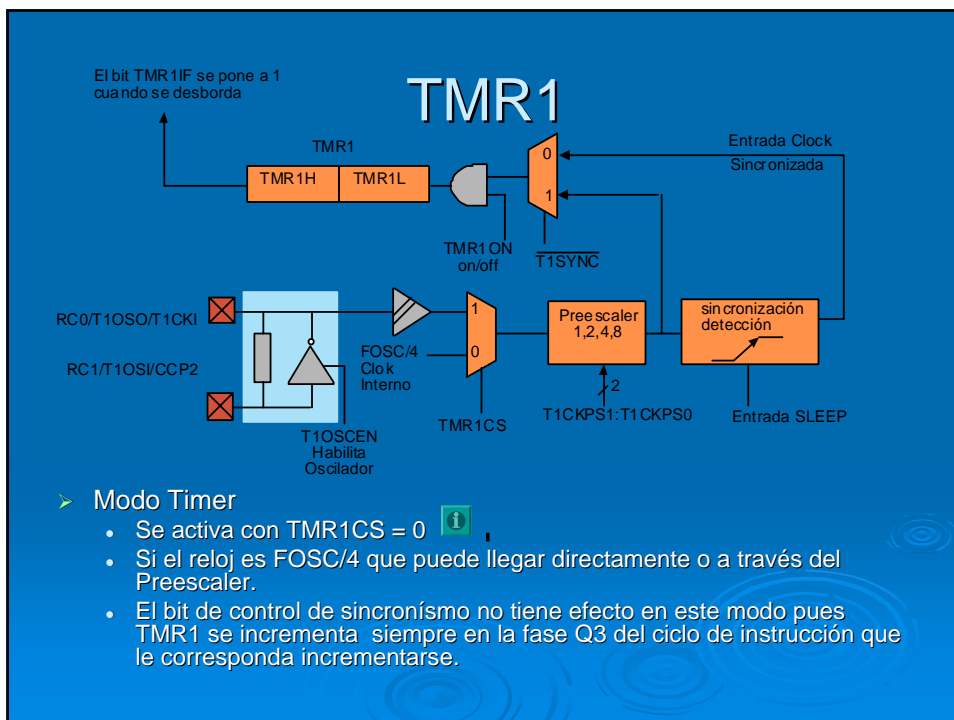 El bit TMR1IF se pone a 1
cuando se desborda
TMR1
TMR1
TMR1H
TMR1L
0
1
Entrada Clock
Sincronizada
TMR1ON
on/off
T1SYNC
RC0/T1OSO/T1CKI
RC1/T1OSI/CCP2
FOSC/4
Clok
Interno
1
0
Preescaler
1,2,4,8
sincronización
detección
2
T1OSCEN
Habilita
Oscilador
TMR1CS
T1CKPS1:T1CKPS0
Entrada SLEEP
➢ Modo Timer
• Se activa con TMR1CS = 0
• Si el reloj es FOSC/4 que puede llegar directamente o a través del
Preescaler.
• El bit de control de sincronísmo no tiene efecto en este modo pues
TMR1 se incrementa siempre en la fase Q3 del ciclo de instrucción que
le corresponda incrementarse.